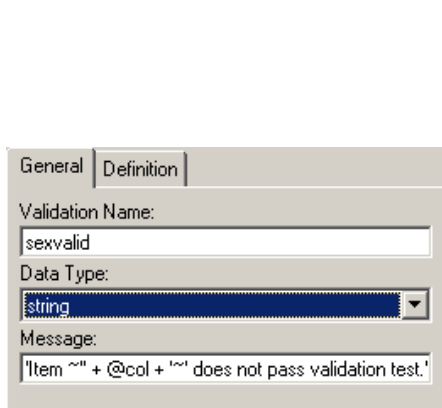 General Definition
Validation Name:
sexvalid
Data Type:
string
Message:
'Item ~'' + @col + '~' does not pass validation test.'